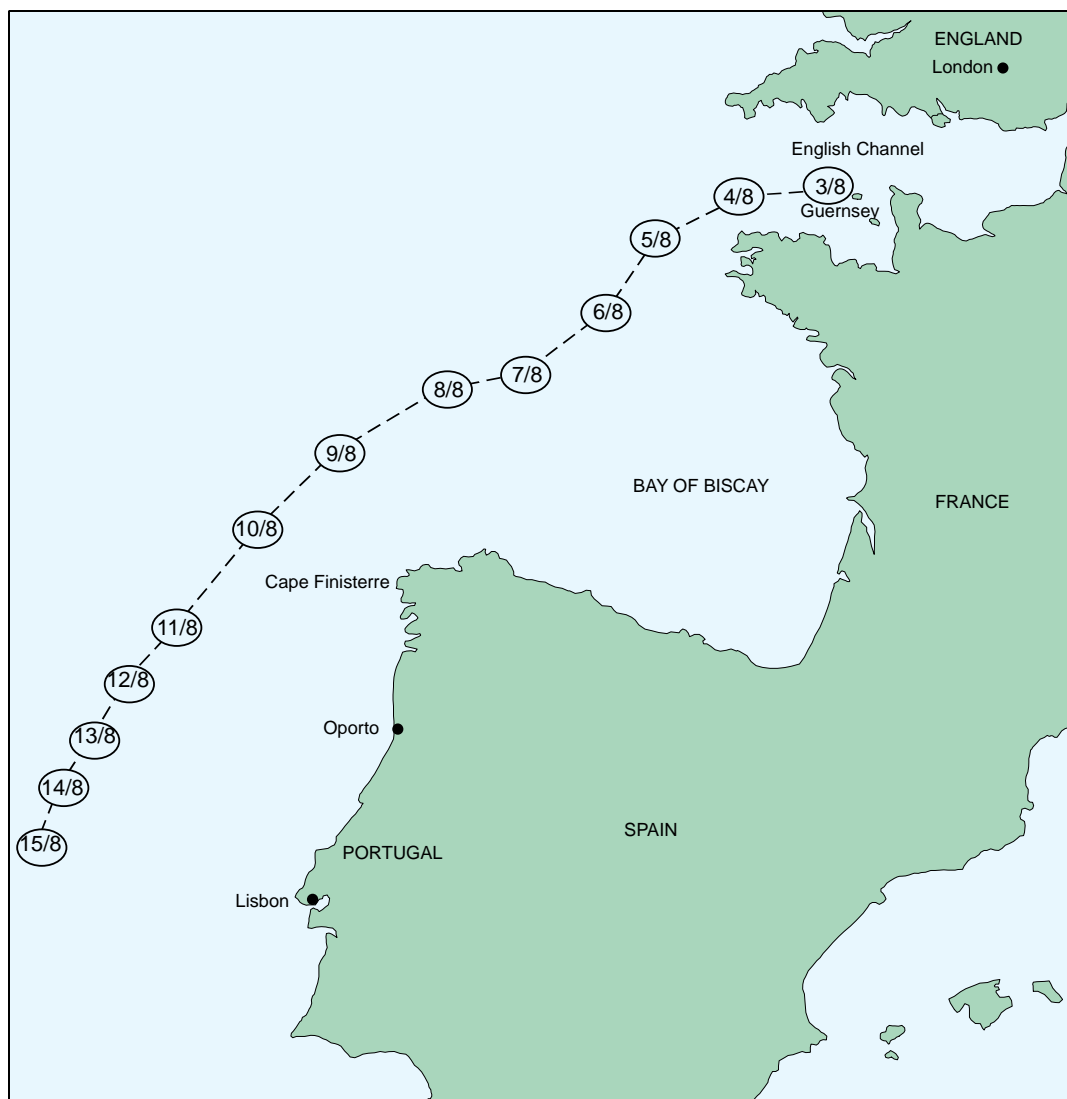 ENGLAND
London
English Channel
3/8
4/8
Guernsey
5/8
6/8
7/8
8/8
9/8
BAY OF BISCAY
FRANCE
10/8
Cape Finisterre
11/8
12/8
Oporto
13/8
14/8
SPAIN
15/8
PORTUGAL
Lisbon